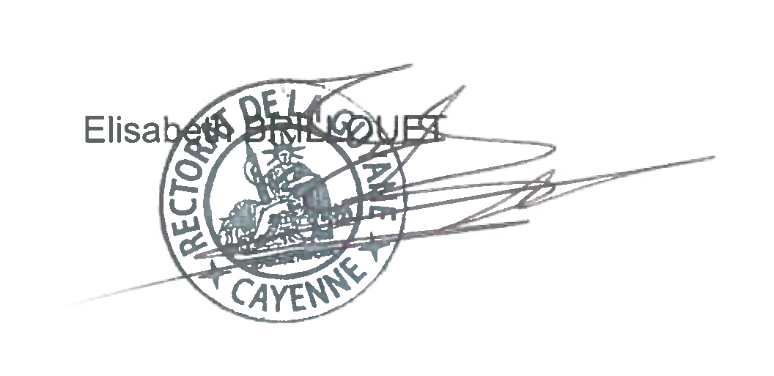 Elisabeth BRILLOUET
RECTORAT DE LA GUYANE
CAYENNE